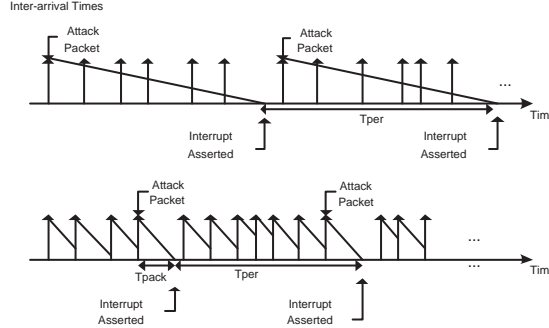 Inter-arrival Times
Attack
Packet
Attack
Packet
...
Tim
Tper
Interrupt
Asserted
Interrupt
Asserted
Attack
Packet
Attack
Packet
...
Tim
...
Tpack
Tper
Interrupt
Asserted
Interrupt
Asserted